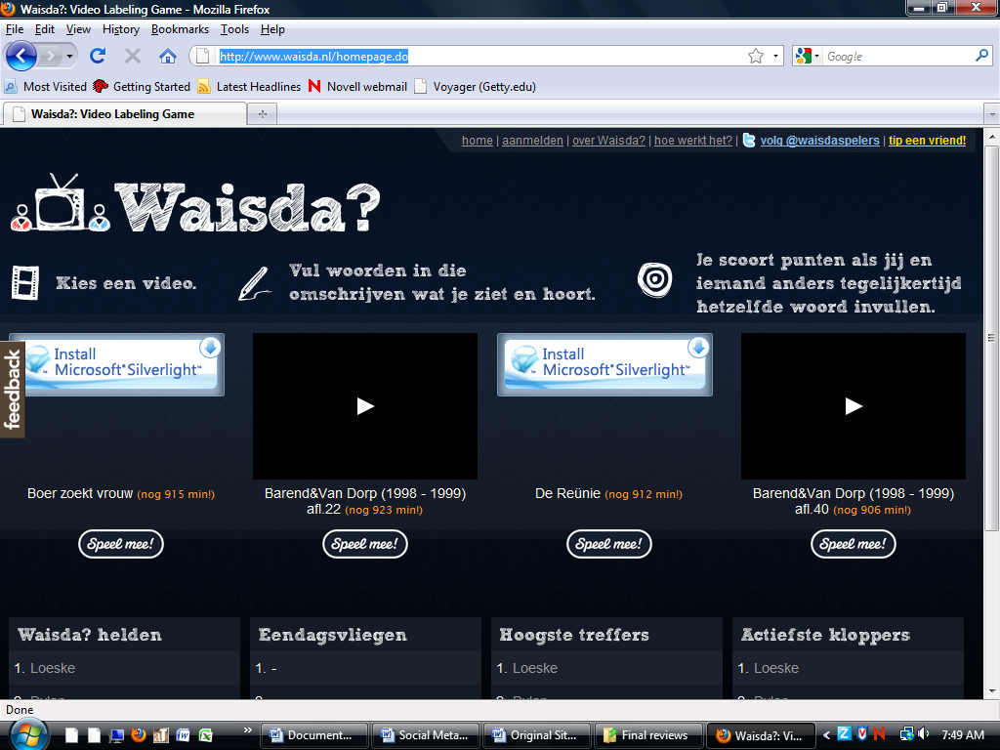 Waisda?: Video Labeling Game - Mozilla Firefox
File Edit View History Bookmarks Tools Help
http://www.waisda.nl/homepage.do
Google
Most Visited Getting Started Latest Headlines Novell webmail Voyager (Getty.edu)
Waisda?: Video Labeling Game
home | aanmelden | over Waisda? | hoe werkt het? | volg @waisdaspelers | tip een vriend!
Waisda?
Kies een video.
Vul woorden in die
omschrijven wat je ziet en hoort.
Je scoort punten als jij en
iemand anders tegelijkertijd
hetzelfde woord invullen.
feedback
Install
Microsoft® Silverlight™
Install
Microsoft® Silverlight™
Boer zoekt vrouw (nog 915 min!)
Barend&Van Dorp (1998 - 1999)
afl.22 (nog 923 min!)
De Reünie (nog 912 min!)
Barend&Van Dorp (1998 - 1999)
afl.40 (nog 906 min!)
Speel mee! Speel mee! Speel mee! Speel mee!
Waisda? helden Eendagsvliegen Hoogste treffers Actiefste kloppers
1. Loeske 1. - 1. Loeske 1. Loeske
Done
Document... Social Meta... Original Sit... Final reviews Waisda?: Vi... 7:49 AM